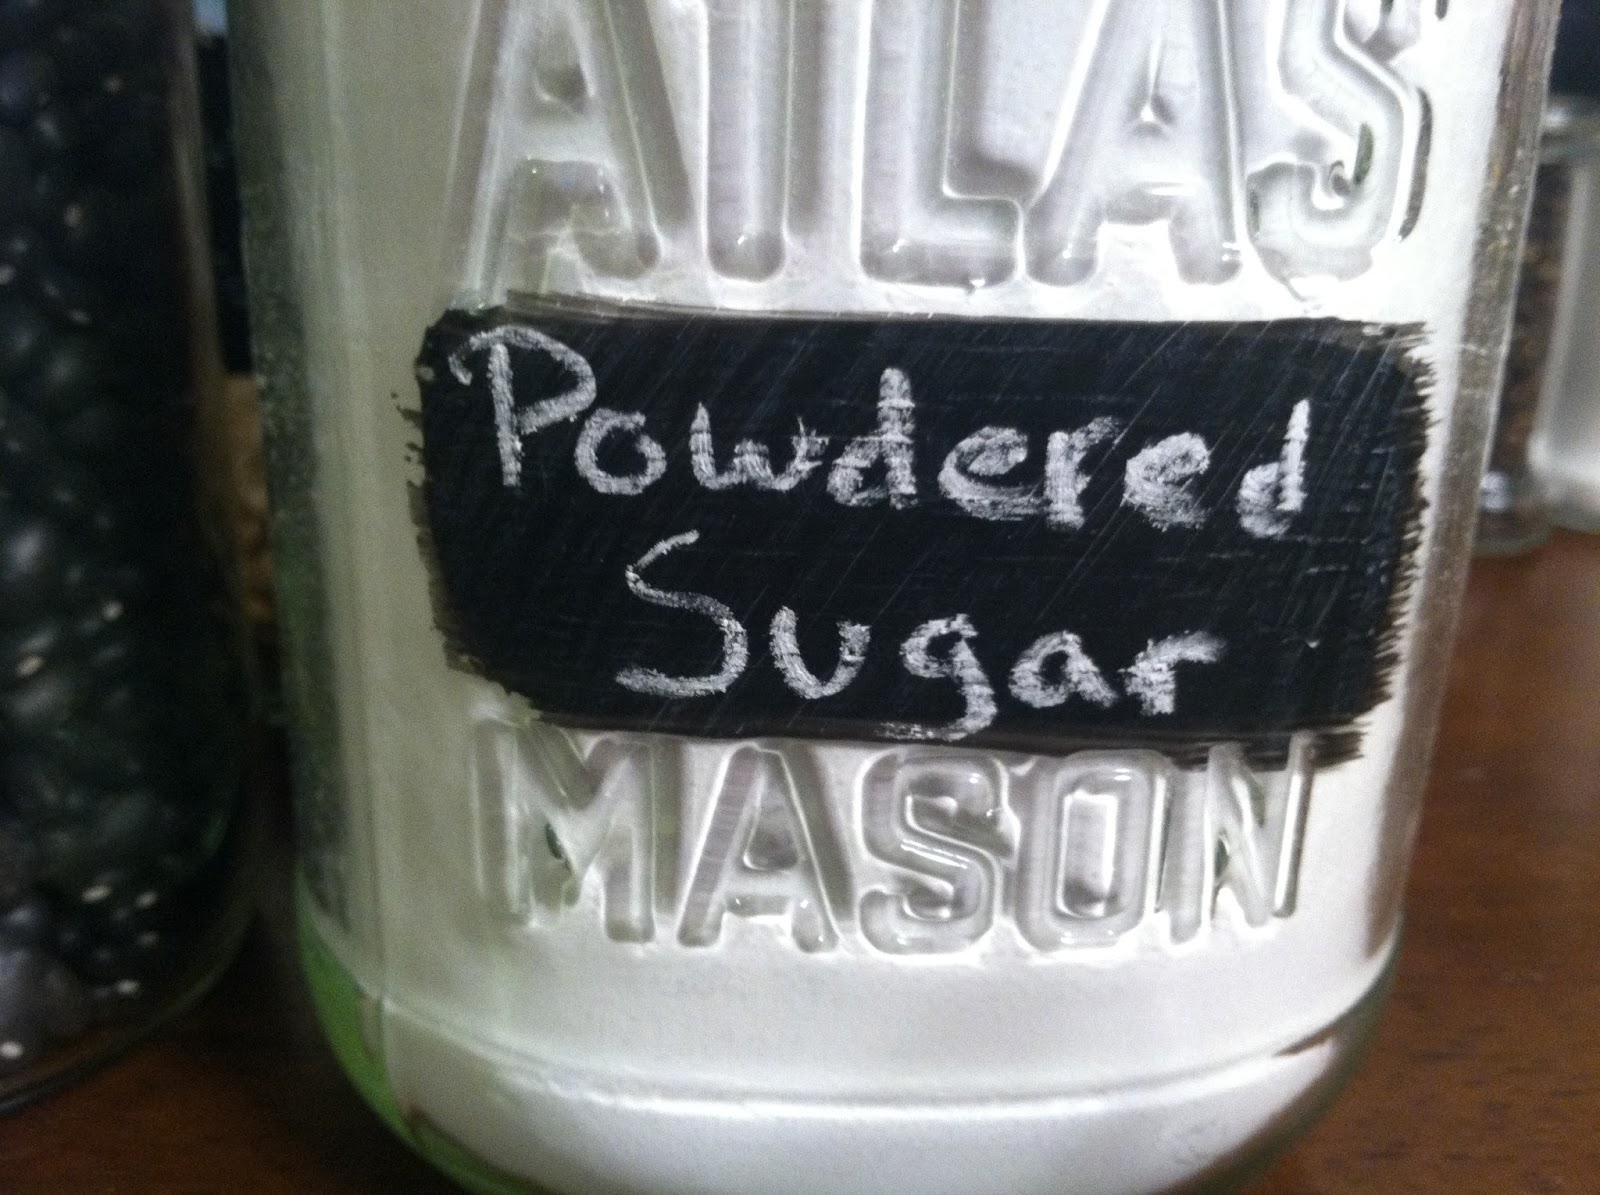 ATLAS
Powdered
Sugar
MASON